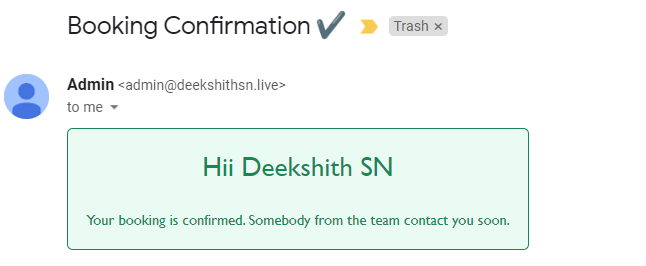 Booking Confirmation ✔
Trash ×
Admin <admin@deekshithsn.live>
to me
Hii Deekshith SN
Your booking is confirmed. Somebody from the team contact you soon.